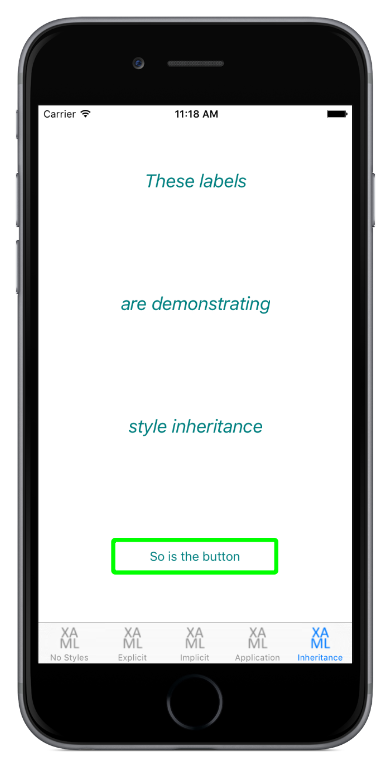 Carrier
11:18 AM
These labels
are demonstrating
style inheritance
So is the button
XA
ML
No Styles
XA
ML
Explicit
XA
ML
Implicit
XA
ML
Application
XA
ML
Inheritance